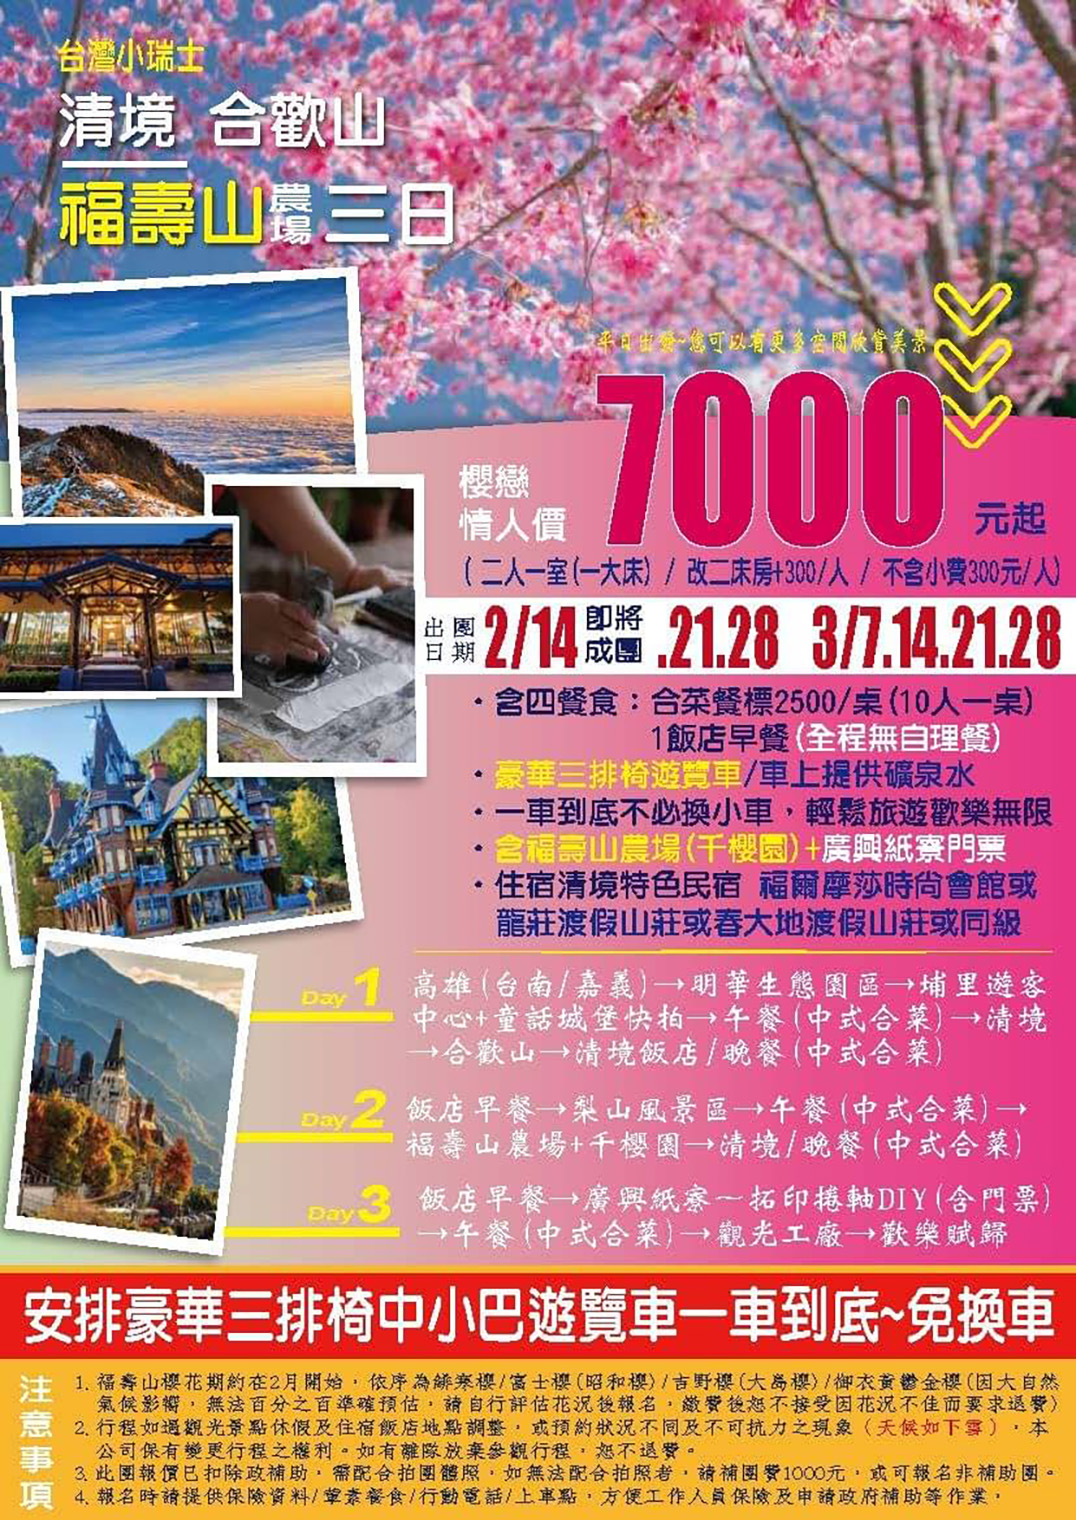 台灣小瑞士
清境 合歡山
福壽山農場三日
平日出發~您可以有更多空間欣賞美景
7000
櫻戀
情人價
元起
(二人一室(一大床) / 改二床房+300/人 / 不含小費300元/人)
出團日期 2/14 即將成團 .21.28 3/7.14.21.28
・含四餐食：合菜餐標2500/桌(10人一桌)
1飯店早餐(全程無自理餐)
・豪華三排椅遊覽車/車上提供礦泉水
・一車到底不必換小車，輕鬆旅遊歡樂無限
・含福壽山農場(千櫻園)+廣興紙寮門票
・住宿清境特色民宿 福爾摩莎時尚會館或
龍莊渡假山莊或春大地渡假山莊或同級
Day 1
高雄(台南/嘉義)→明華生態園區→埔里遊客
中心+童話城堡快拍→午餐(中式合菜)→清境
→合歡山→清境飯店/晚餐(中式合菜)
Day 2
飯店早餐→梨山風景區→午餐(中式合菜)→
福壽山農場+千櫻園→清境/晚餐(中式合菜)
Day 3
飯店早餐→廣興紙寮~拓印捲軸DIY(含門票)
→午餐(中式合菜)→觀光工廠→歡樂賦歸
安排豪華三排椅中小巴遊覽車一車到底~免換車
注意事項
1. 福壽山櫻花期約在2月開始，依序為緋寒櫻/富士櫻(昭和櫻)/吉野櫻(大島櫻)/御衣黃鬱金櫻(因大自然
氣候影響，無法百分之百準確預估，請自行評估花況後報名，繳費後恕不接受因花況不佳而要求退費)
2. 行程如遇觀光景點休假及住宿飯店地點調整，或預約狀況不同及不可抗力之現象（天候如下雪），本
公司保有變更行程之權利。如有離隊放棄參觀行程，恕不退費。
3. 此團報價已扣除政補助，需配合拍團體照，如無法配合拍照者，請補團費1000元，或可報名非補助團。
4. 報名時請提供保險資料/葷素餐食/行動電話/上車點，方便工作人員保險及申請政府補助等作業，